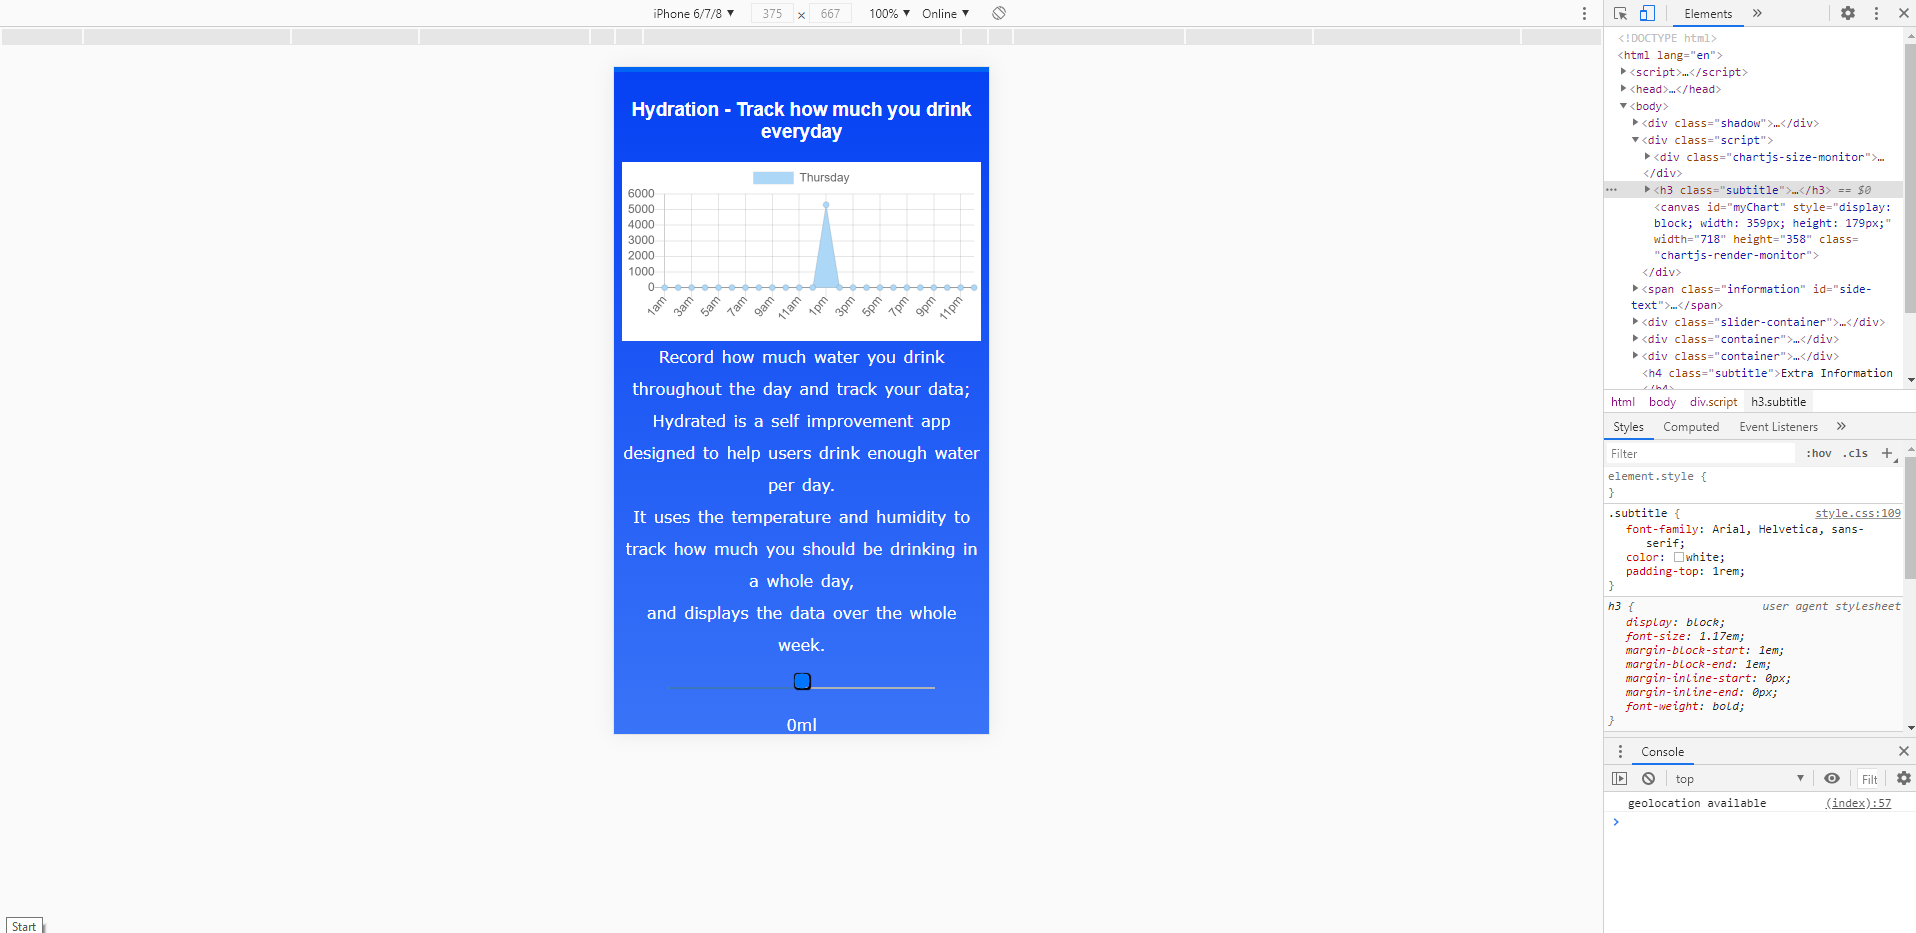 iPhone 6/7/8 ▼ 375 × 667 100% ▼ Online ▼
Hydration - Track how much you drink
everyday
Thursday
6000
5000
4000
3000
2000
1000
0
1am 3am 5am 7am 9am 11am 1pm 3pm 5pm 7pm 9pm 11pm
Record how much water you drink
throughout the day and track your data;
Hydrated is a self improvement app
designed to help users drink enough water
per day.
It uses the temperature and humidity to
track how much you should be drinking in
a whole day,
and displays the data over the whole
week.
0ml
Start
Elements »
<!DOCTYPE html>
<html lang="en">
<script>…</script>
<head>…</head>
<body>
<div class="shadow">…</div>
<div class="script">
<div class="chartjs-size-monitor">…
</div>
<h3 class="subtitle">…</h3> == $0
<canvas id="myChart" style="display:
block; width: 359px; height: 179px;"
width="718" height="358" class=
"chartjs-render-monitor">
</div>
<span class="information" id="side-
text">…</span>
<div class="slider-container">…</div>
<div class="container">…</div>
<div class="container">…</div>
<h4 class="subtitle">Extra Information
</h4>
html body div.script h3.subtitle
Styles Computed Event Listeners »
Filter :hov .cls +
element.style {
}
.subtitle { style.css:109
font-family: Arial, Helvetica, sans-
serif;
color: white;
padding-top: 1rem;
}
h3 { user agent stylesheet
display: block;
font-size: 1.17em;
margin-block-start: 1em;
margin-block-end: 1em;
margin-inline-start: 0px;
margin-inline-end: 0px;
font-weight: bold;
}
Console
top ▼ Filt
geolocation available (index):57